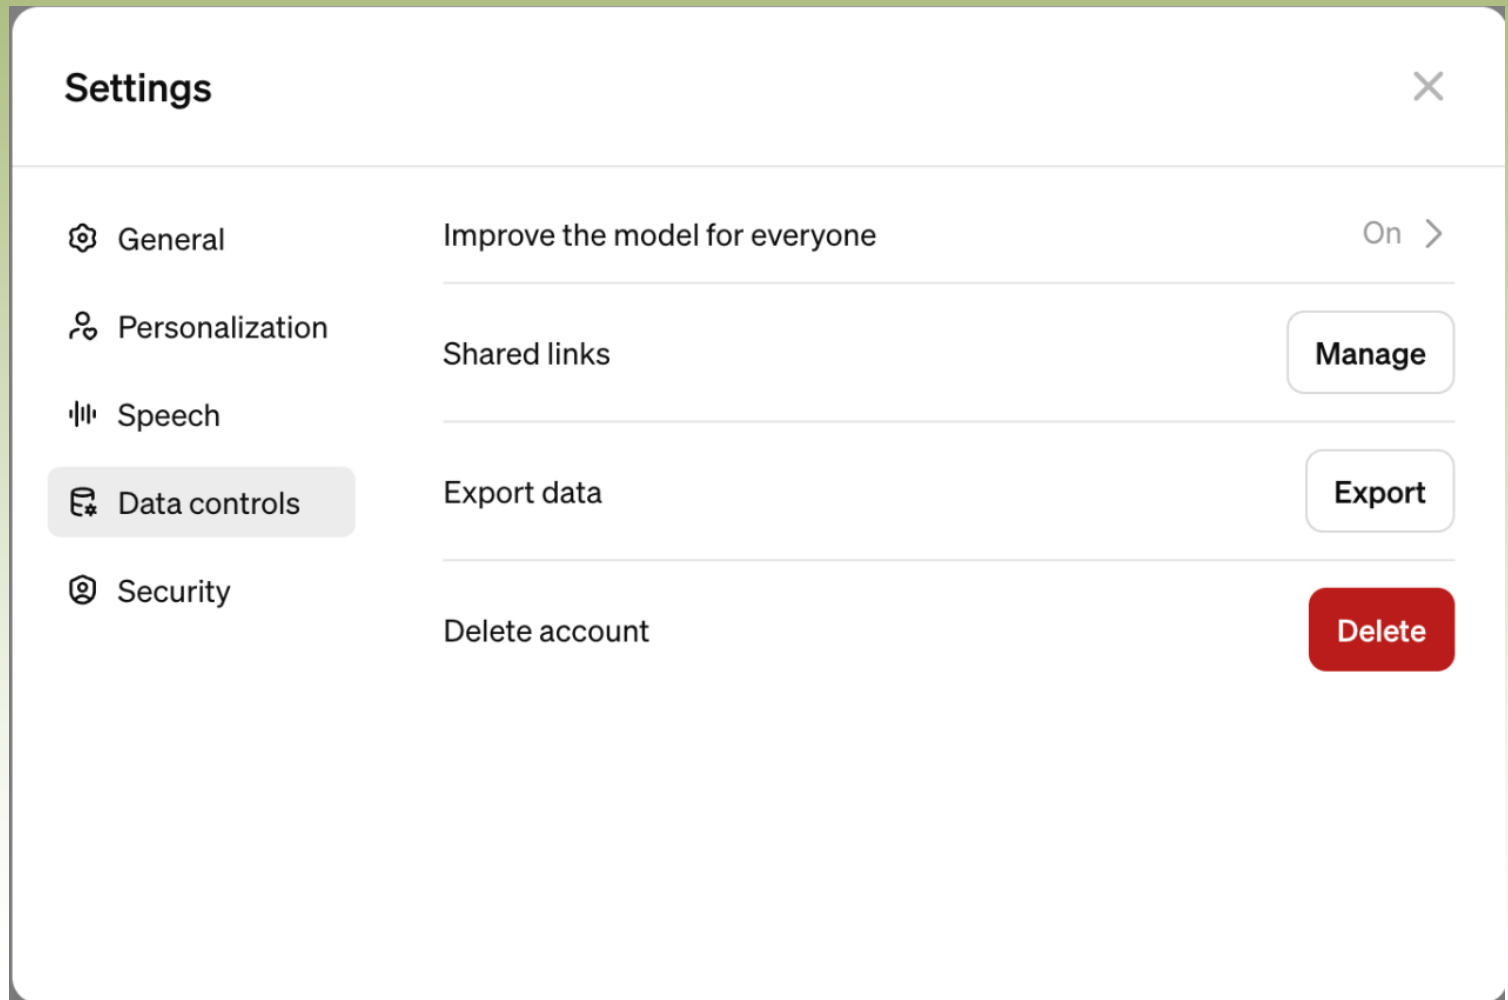 Settings
General
Personalization
Speech
Data controls
Security
Improve the model for everyone
On
Shared links
Manage
Export data
Export
Delete account
Delete